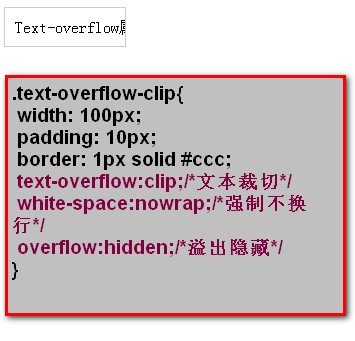 Text-overflow
.text-overflow-clip{
width: 100px;
padding: 10px;
border: 1px solid #ccc;
text-overflow:clip;/*文本裁切*/
white-space:nowrap;/*强制不换
行*/
overflow:hidden;/*溢出隐藏*/
}